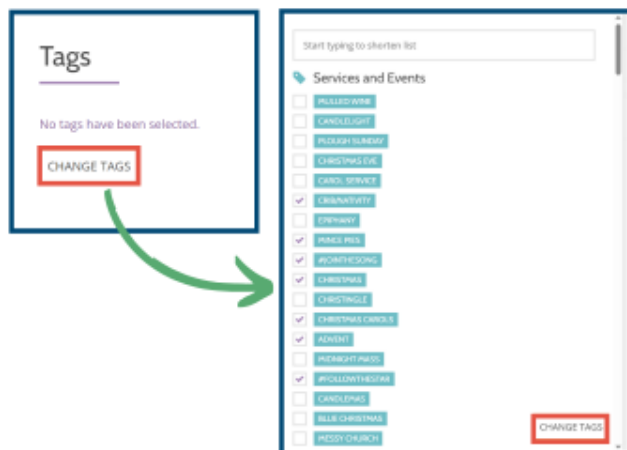 Tags
No tags have been selected.
CHANGE TAGS
Start typing to shorten list
Services and Events
MULLED WINE
CANDLELIGHT
PLOUGH SUNDAY
CHRISTMAS EVE
CAROL SERVICE
CRIB/NATIVITY
EPIPHANY
MINCE PIES
#JOINTHESONG
CHRISTMAS
CHRISTINGLE
CHRISTMAS CAROLS
ADVENT
MIDNIGHT MASS
#FOLLOWTHESTAR
CANDLEMAS
BLUE CHRISTMAS
MESSY CHURCH
CHANGE TAGS